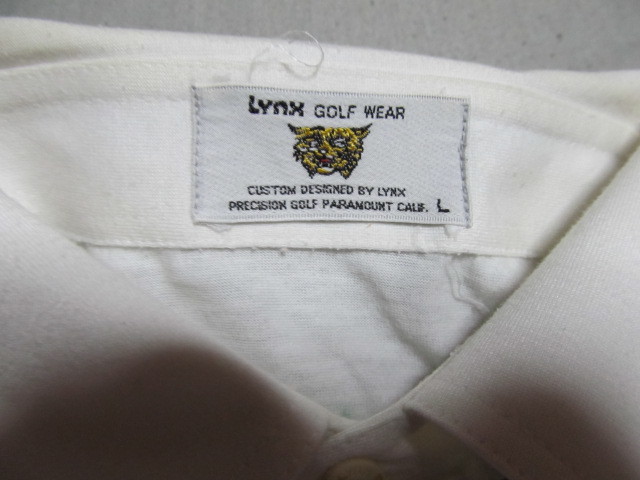 Lynx GOLF WEAR
CUSTOM DESIGNED BY LYNX
PRECISION GOLF PARAMOUNT CALIF. L